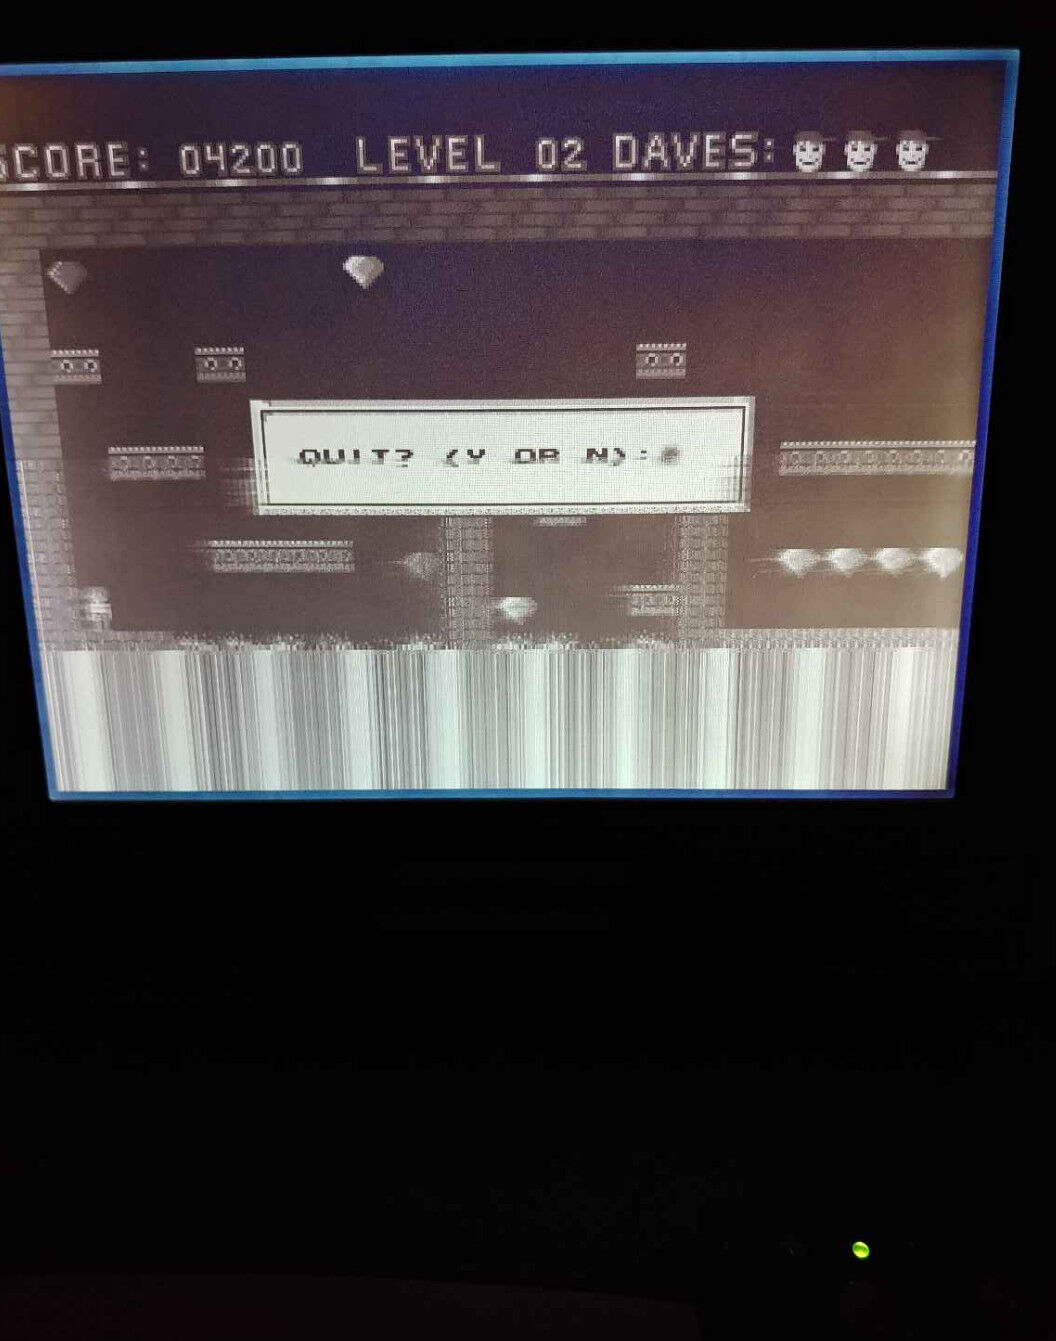 SCORE: 04200 LEVEL 02 DAVES:
QUIT? (Y OR N):